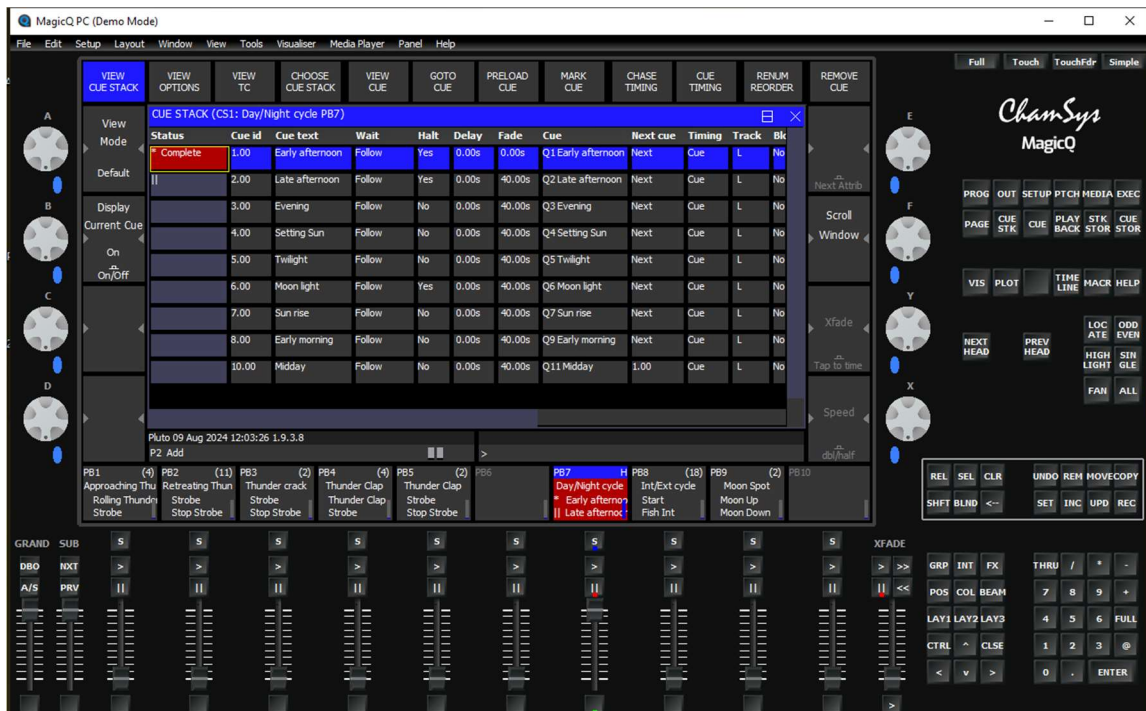 MagicQ PC (Demo Mode)
File Edit Setup Layout Window View Tools Visualiser Media Player Panel Help
Full Touch TouchFdr Simple
VIEW CUE STACK VIEW OPTIONS VIEW TC CHOOSE CUE STACK VIEW CUE GOTO CUE PRELOAD CUE MARK CUE CHASE TIMING CUE TIMING RENUM REORDER REMOVE CUE
ChamSys
MagicQ
CUE STACK (CS1: Day/Night cycle PB7)
Status Cue id Cue text Wait Halt Delay Fade Cue Next cue Timing Track Blo
* Complete 1.00 Early afternoon Follow Yes 0.00s 0.00s Q1 Early afternoon Next Cue L No
|| 2.00 Late afternoon Follow Yes 0.00s 40.00s Q2 Late afternoon Next Cue L No
3.00 Evening Follow No 0.00s 40.00s Q3 Evening Next Cue L No
4.00 Setting Sun Follow No 0.00s 40.00s Q4 Setting Sun Next Cue L No
5.00 Twilight Follow No 0.00s 40.00s Q5 Twilight Next Cue L No
6.00 Moon light Follow Yes 0.00s 40.00s Q6 Moon light Next Cue L No
7.00 Sun rise Follow No 0.00s 40.00s Q7 Sun rise Next Cue L No
8.00 Early morning Follow No 0.00s 40.00s Q9 Early morning Next Cue L No
10.00 Midday Follow No 0.00s 40.00s Q11 Midday 1.00 Cue L No
A
View Mode
Default
B
Display Current Cue
On
On/Off
C
D
E
Next Attrib
F
Scroll Window
Y
Xfade
Tap to time
X
Speed
dbl/half
Pluto 09 Aug 2024 12:03:26 1.9.3.8
P2 Add >
PB1 (4) PB2 (11) PB3 (2) PB4 (4) PB5 (2) PB6 PB7 H PB8 (18) PB9 (2) PB10
Approaching Thu Retreating Thun Thunder crack Thunder Clap Thunder Clap Day/Night cycle Int/Ext cycle Moon Spot
Rolling Thunder Strobe Strobe Thunder Clap Strobe * Early afternoo Start Moon Up
Strobe Stop Strobe Stop Strobe Strobe Stop Strobe || Late afternoo Fish Int Moon Down
PROG OUT SETUP PTCH MEDIA EXEC
PAGE CUE STK CUE PLAY BACK STK STOR CUE STOR
VIS PLOT TIME LINE MACR HELP
LOC ATE ODD EVEN
NEXT HEAD PREV HEAD HIGH LIGHT SIN GLE
FAN ALL
REL SEL CLR UNDO REM MOVE COPY
SHFT BLND <-- SET INC UPD REC
GRAND SUB S S S S S S S S S S XFADE
DBO NXT > > > > > > > > > > > >>
A/S PRV || || || || || || || || || || || <<
GRP INT FX THRU / * -
POS COL BEAM 7 8 9 +
LAY1 LAY2 LAY3 4 5 6 FULL
CTRL ^ CLSE 1 2 3 @
< v > 0 . ENTER
>